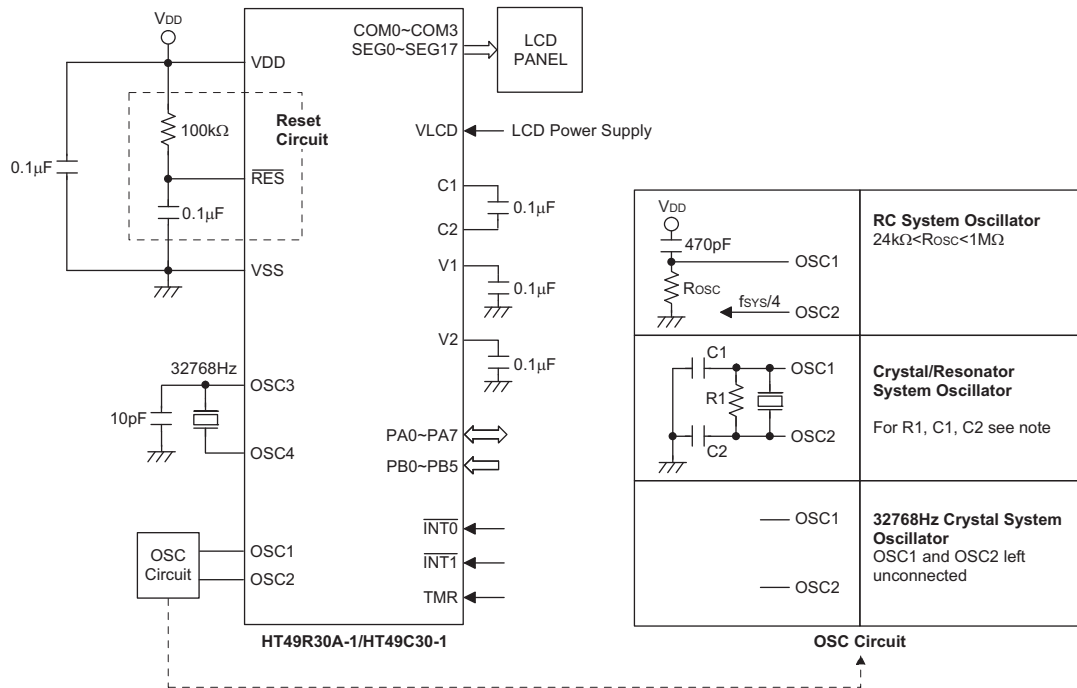 VDD
VDD
100kΩ
Reset
Circuit
0.1µF
RES
0.1µF
VSS
32768Hz
OSC3
10pF
OSC4
OSC
Circuit
OSC1
OSC2
COM0~COM3
SEG0~SEG17
LCD
PANEL
VLCD
LCD Power Supply
C1
0.1µF
C2
V1
0.1µF
V2
0.1µF
PA0~PA7
PB0~PB5
INT0
INT1
TMR
HT49R30A-1/HT49C30-1
VDD
470pF
OSC1
ROSC
fSYS/4
OSC2
RC System Oscillator
24kΩ<ROSC<1MΩ
C1
OSC1
R1
OSC2
C2
Crystal/Resonator
System Oscillator
For R1, C1, C2 see note
OSC1
OSC2
32768Hz Crystal System
Oscillator
OSC1 and OSC2 left
unconnected
OSC Circuit